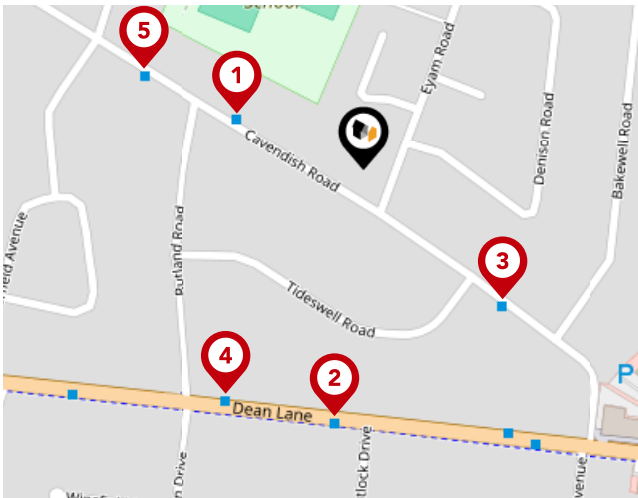 School
5
1
Eyam Road
Cavendish Road
Denison Road
Bakewell Road
Rutland Road
field Avenue
3
Tideswell Road
4
2
P
Dean Lane
n Drive
tlock Drive
venue